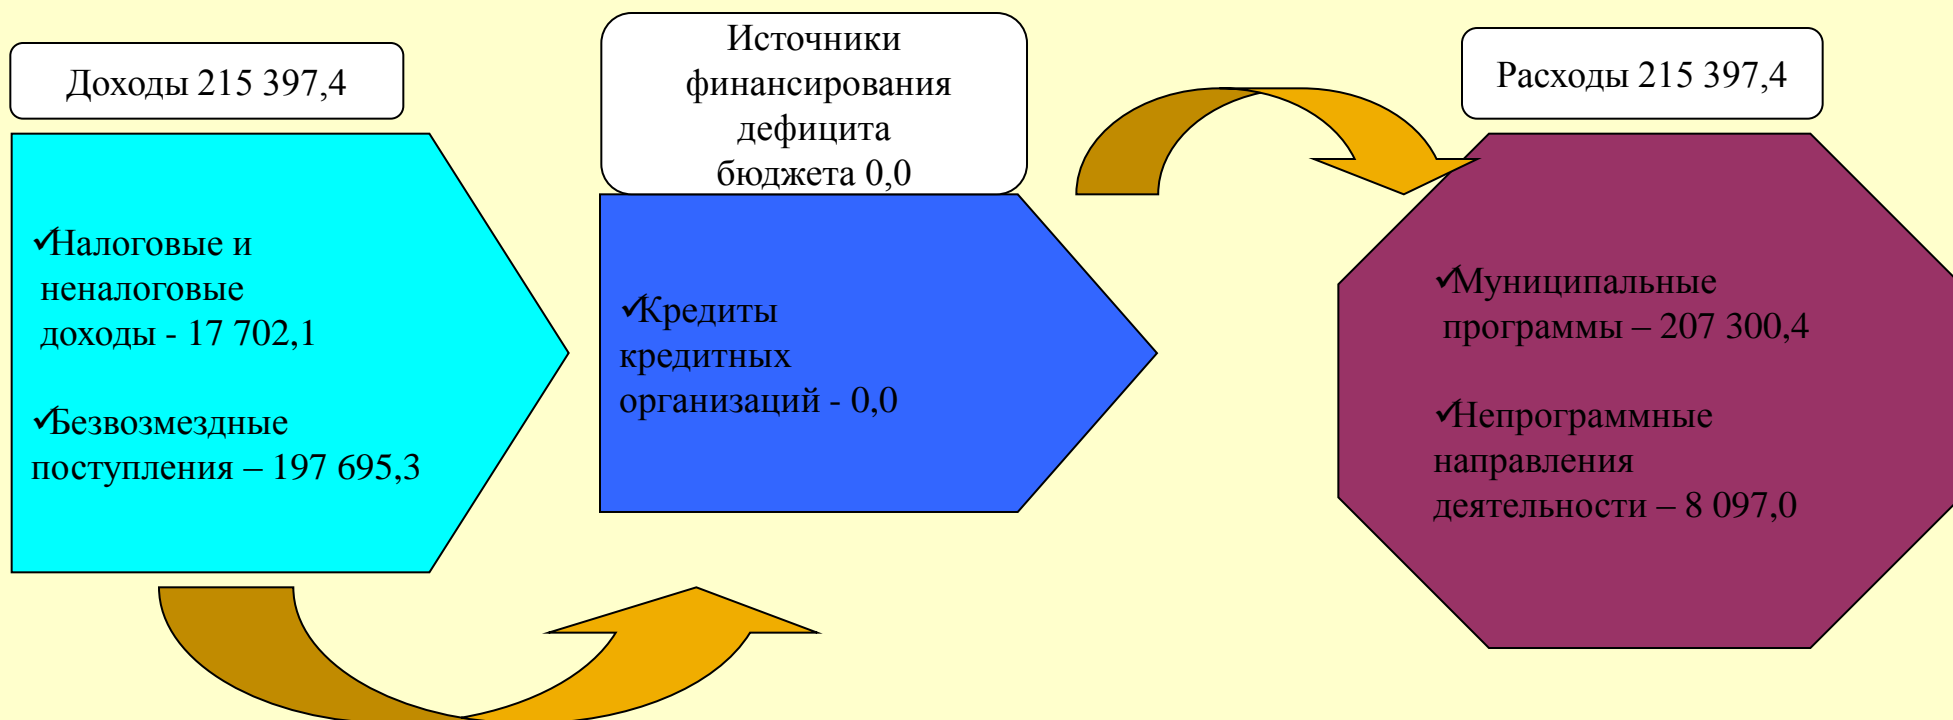 Доходы 215 397,4
✓Налоговые и
неналоговые
доходы - 17 702,1
✓Безвозмездные
поступления – 197 695,3
Источники
финансирования
дефицита
бюджета 0,0
✓Кредиты
кредитных
организаций - 0,0
Расходы 215 397,4
✓Муниципальные
программы – 207 300,4
✓Непрограммные
направления
деятельности – 8 097,0